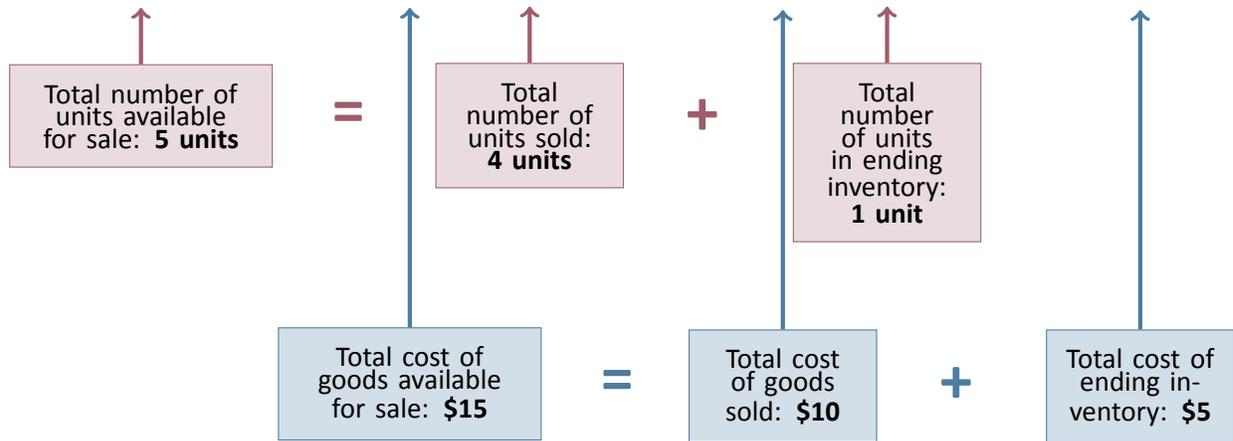 Total number of
units available
for sale: 5 units
=
Total
number of
units sold:
4 units
+
Total
number
of units
in ending
inventory:
1 unit
Total cost of
goods available
for sale: $15
=
Total cost
of goods
sold: $10
+
Total cost of
ending in-
ventory: $5